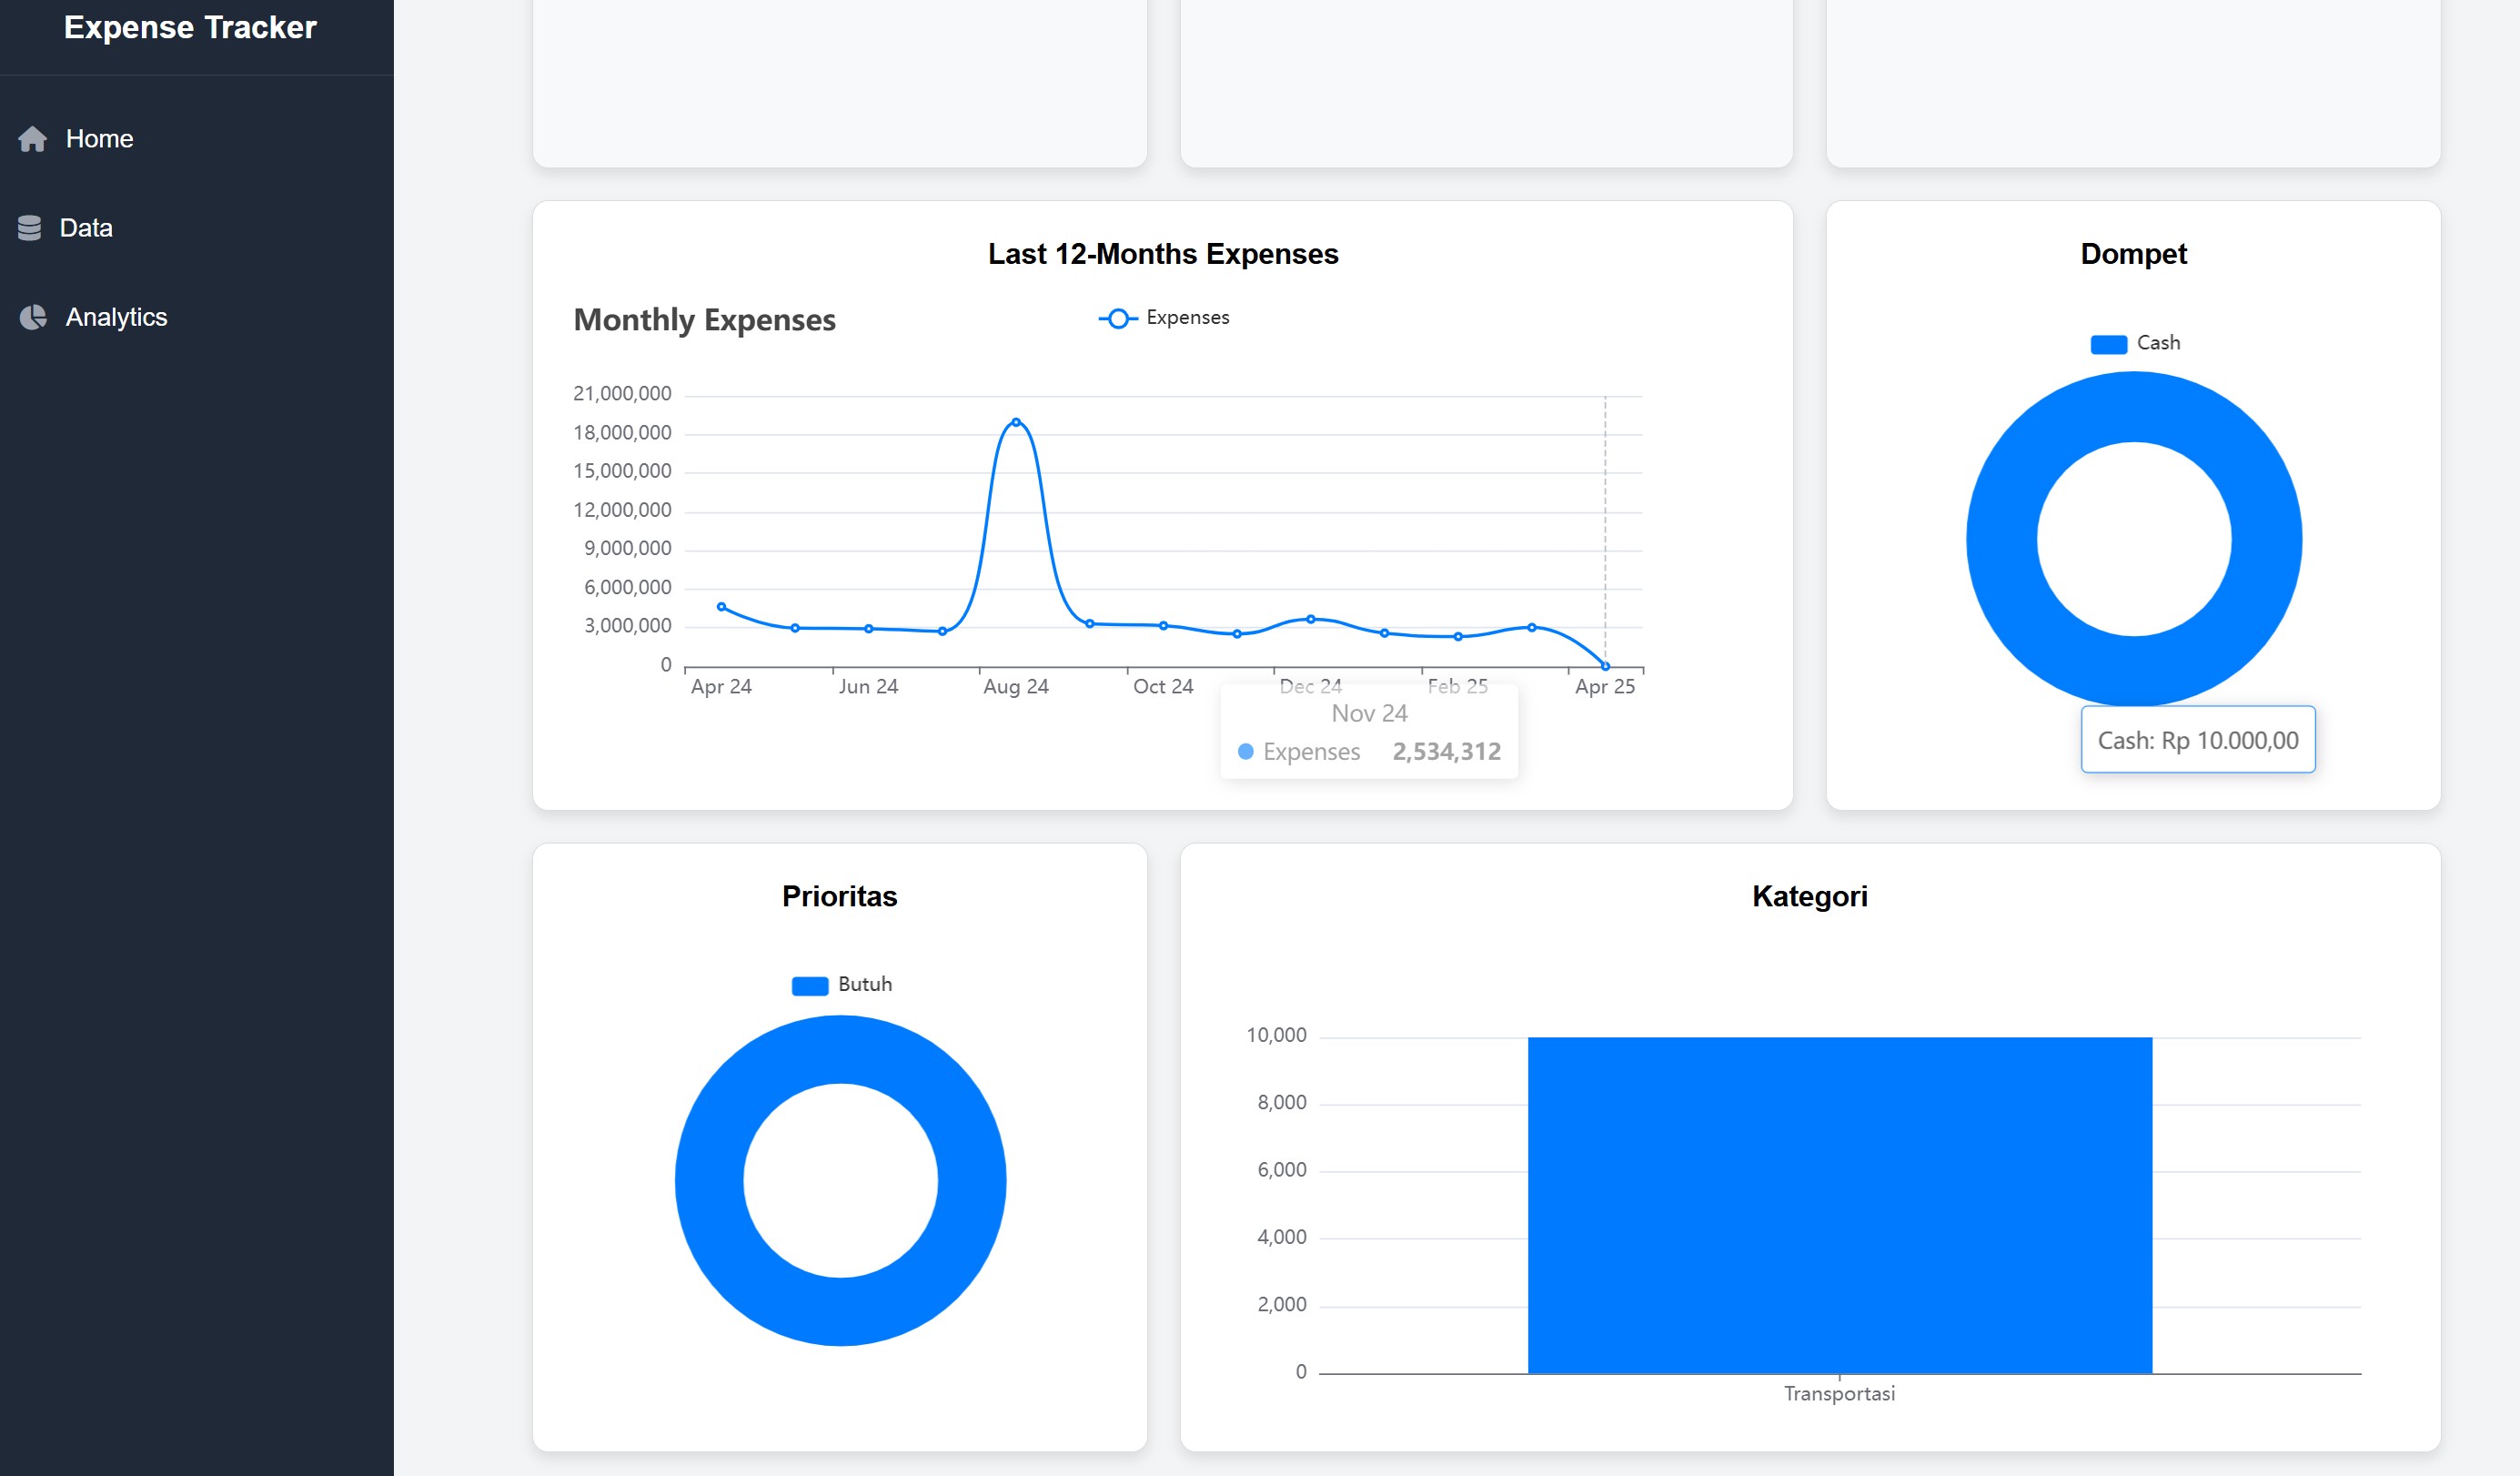 Expense Tracker
Home
Data
Analytics
Last 12-Months Expenses
Monthly Expenses
Expenses
21,000,000
18,000,000
15,000,000
12,000,000
9,000,000
6,000,000
3,000,000
0
Apr 24
Jun 24
Aug 24
Oct 24
Dec 24
Feb 25
Apr 25
Nov 24
Expenses 2,534,312
Dompet
Cash
Cash: Rp 10.000,00
Prioritas
Butuh
Kategori
10,000
8,000
6,000
4,000
2,000
0
Transportasi